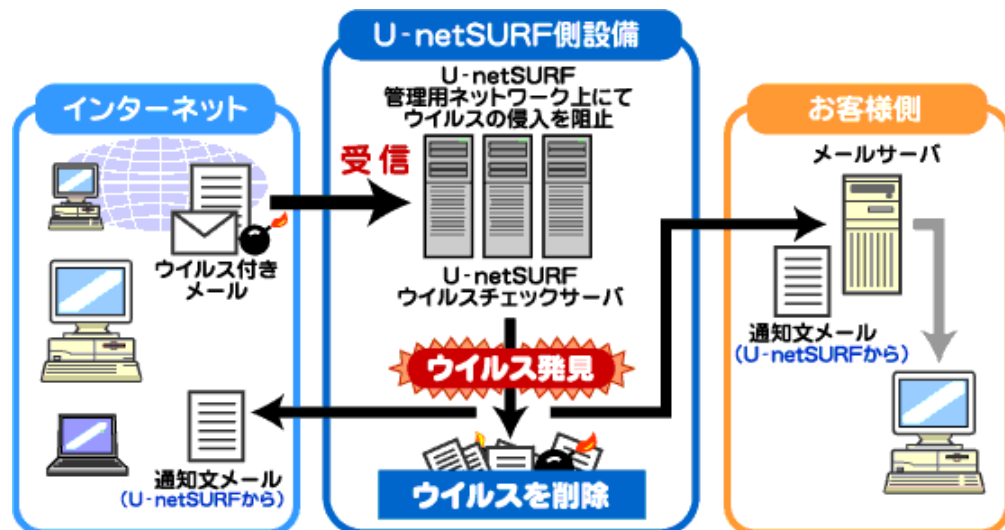 インターネット
ウイルス付き
メール
通知文メール
(U-netSURFから)
U-netSURF側設備
U-netSURF
管理用ネットワーク上にて
ウイルスの侵入を阻止
受信
U-netSURF
ウイルスチェックサーバ
ウイルス発見
ウイルスを削除
お客様側
メールサーバ
通知文メール
(U-netSURFから)